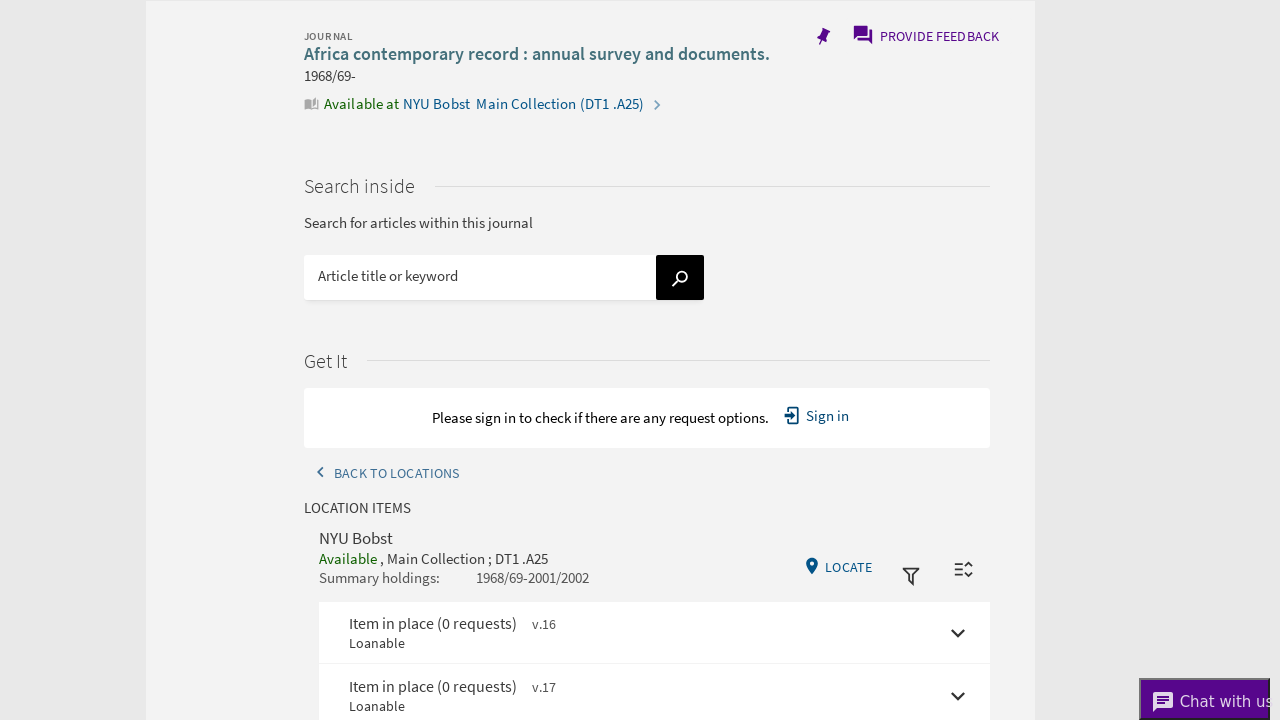 JOURNAL
Africa contemporary record : annual survey and documents.
1968/69-
Available at NYU Bobst Main Collection (DT1 .A25)
PROVIDE FEEDBACK
Search inside
Search for articles within this journal
Article title or keyword
Get It
Please sign in to check if there are any request options. Sign in
BACK TO LOCATIONS
LOCATION ITEMS
NYU Bobst
Available , Main Collection ; DT1 .A25
Summary holdings: 1968/69-2001/2002
LOCATE
Item in place (0 requests) v.16
Loanable
Item in place (0 requests) v.17
Loanable
Chat with us